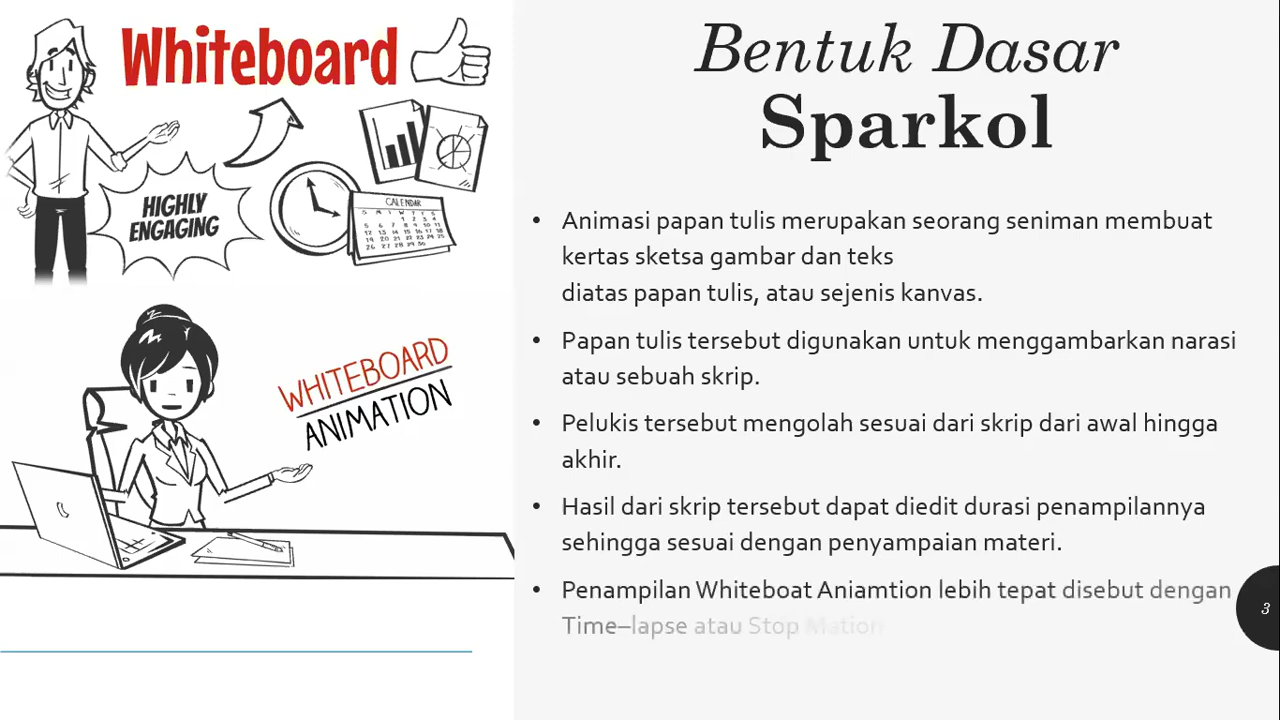 Whiteboard
HIGHLY
ENGAGING
CALENDAR
WHITEBOARD
ANIMATION
Bentuk Dasar
Sparkol
• Animasi papan tulis merupakan seorang seniman membuat
kertas sketsa gambar dan teks
diatas papan tulis, atau sejenis kanvas.
• Papan tulis tersebut digunakan untuk menggambarkan narasi
atau sebuah skrip.
• Pelukis tersebut mengolah sesuai dari skrip dari awal hingga
akhir.
• Hasil dari skrip tersebut dapat diedit durasi penampilannya
sehingga sesuai dengan penyampaian materi.
• Penampilan Whiteboat Aniamtion lebih tepat disebut dengan
Time–lapse atau Stop Mation
3